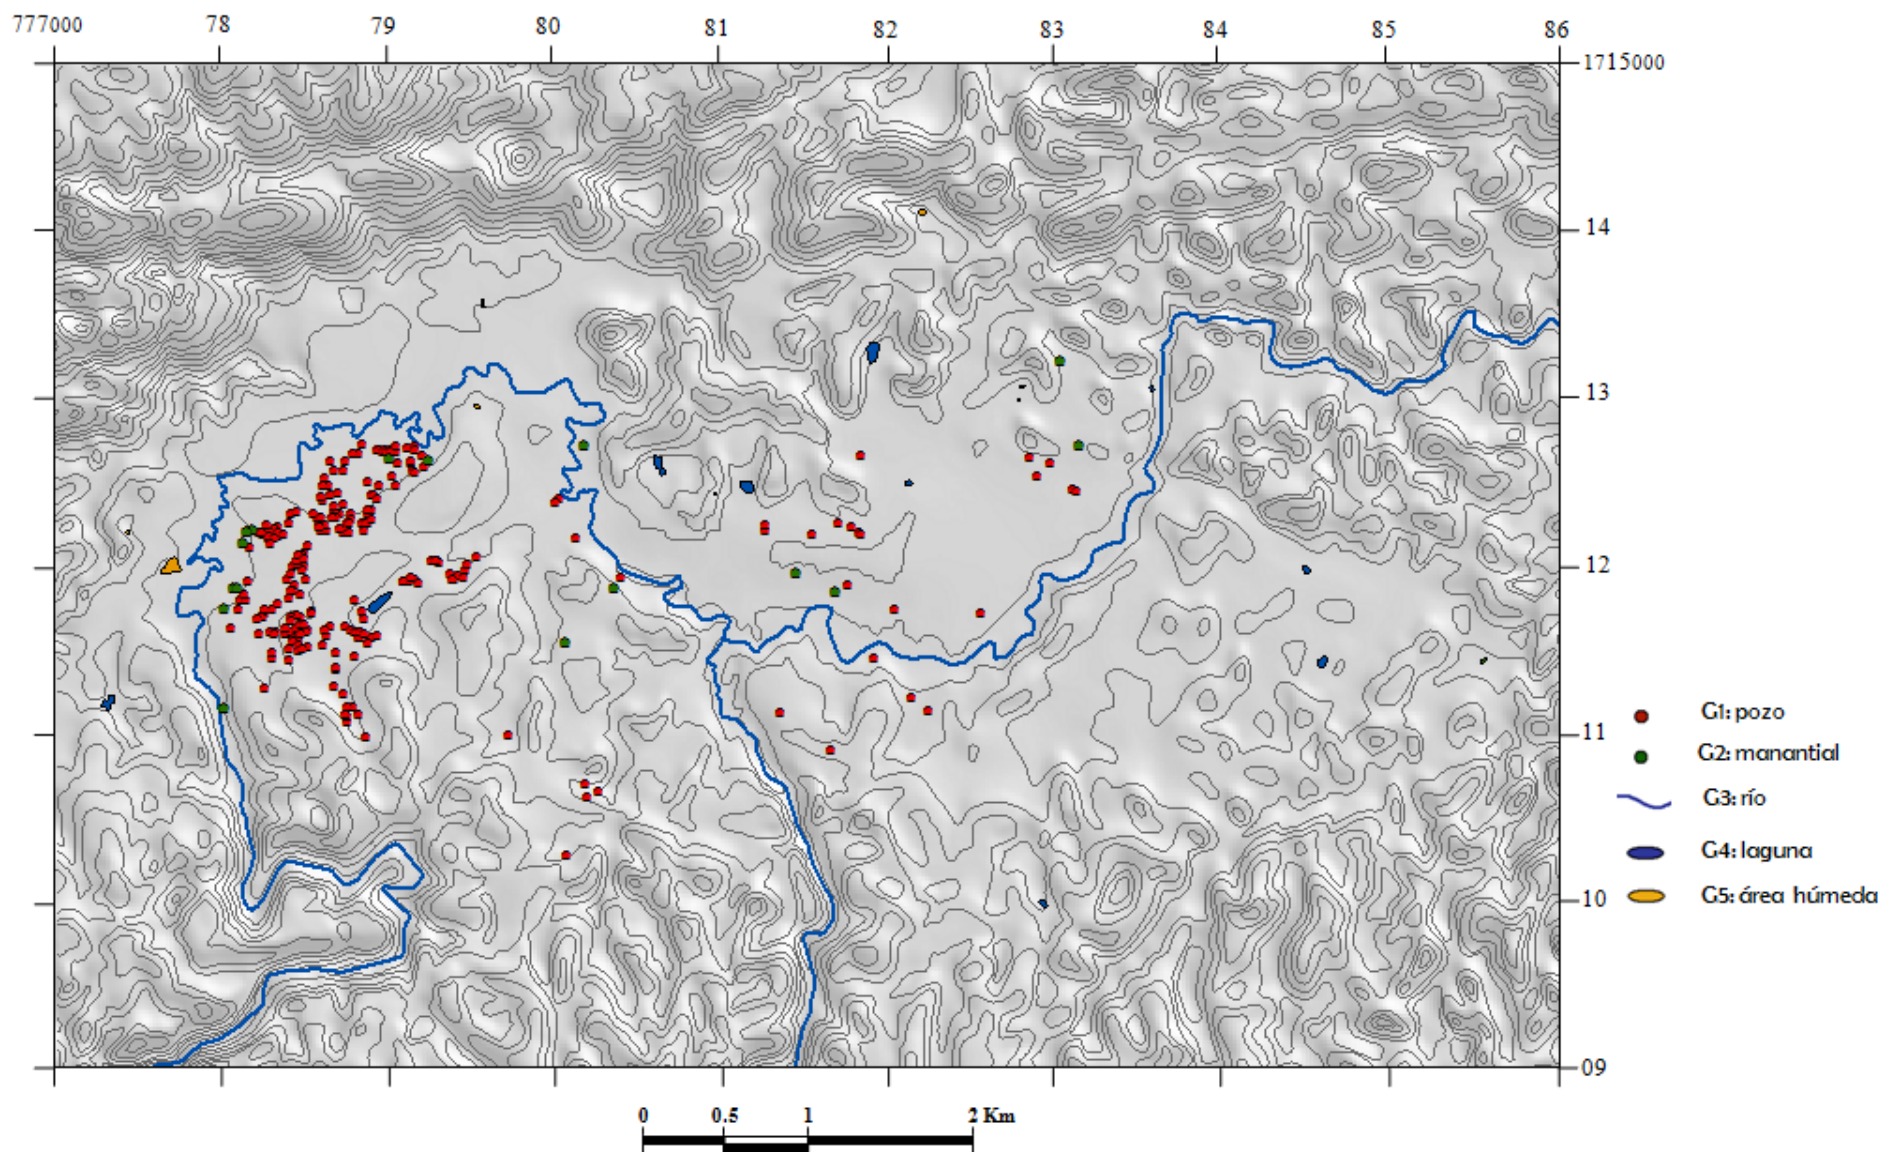 777000 78 79 80 81 82 83 84 85 86
1715000
14
13
12
11
10
09
G1: pozo
G2: manantial
G3: río
G4: laguna
G5: área húmeda
0 0.5 1 2 Km